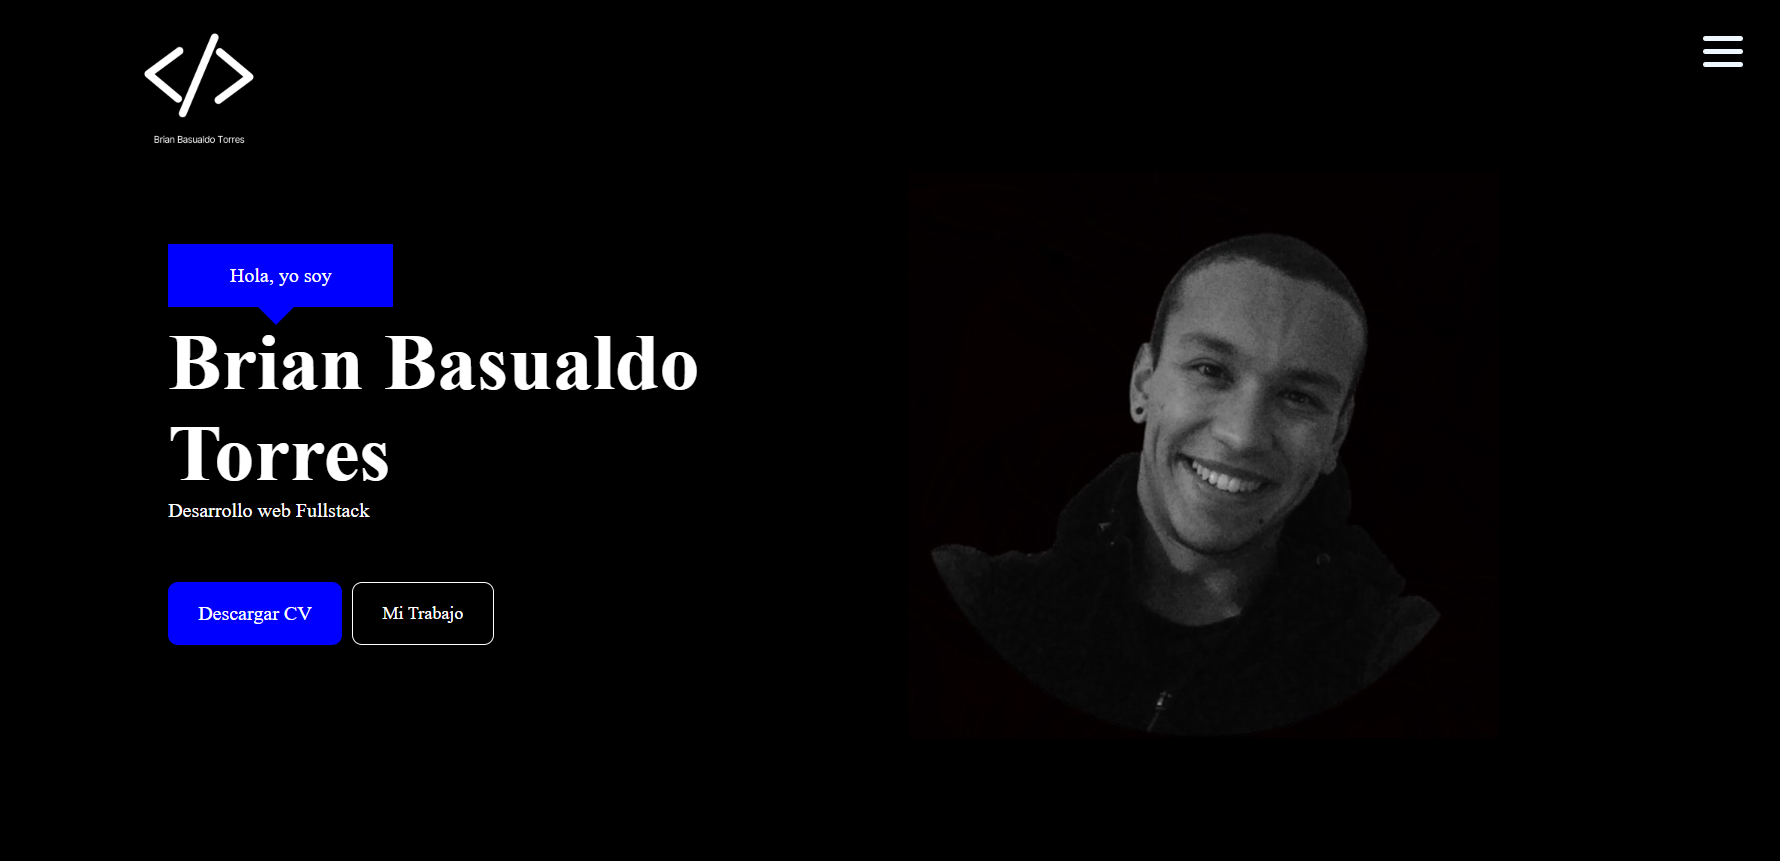 </>
Brian Basualdo Torres
Hola, yo soy
Brian Basualdo
Torres
Desarrollo web Fullstack
Descargar CV
Mi Trabajo